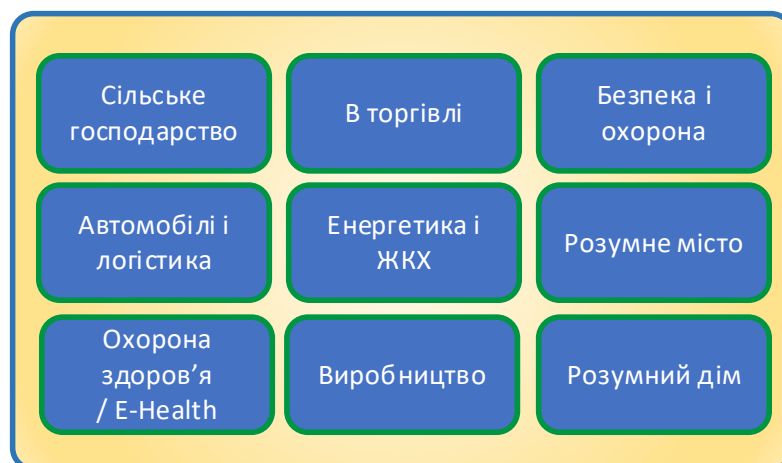 Сільське
господарство
В торгівлі
Безпека і
охорона
Автомобілі і
логістика
Енергетика і
ЖКХ
Розумне місто
Охорона
здоров’я
/ E-Health
Виробництво
Розумний дім